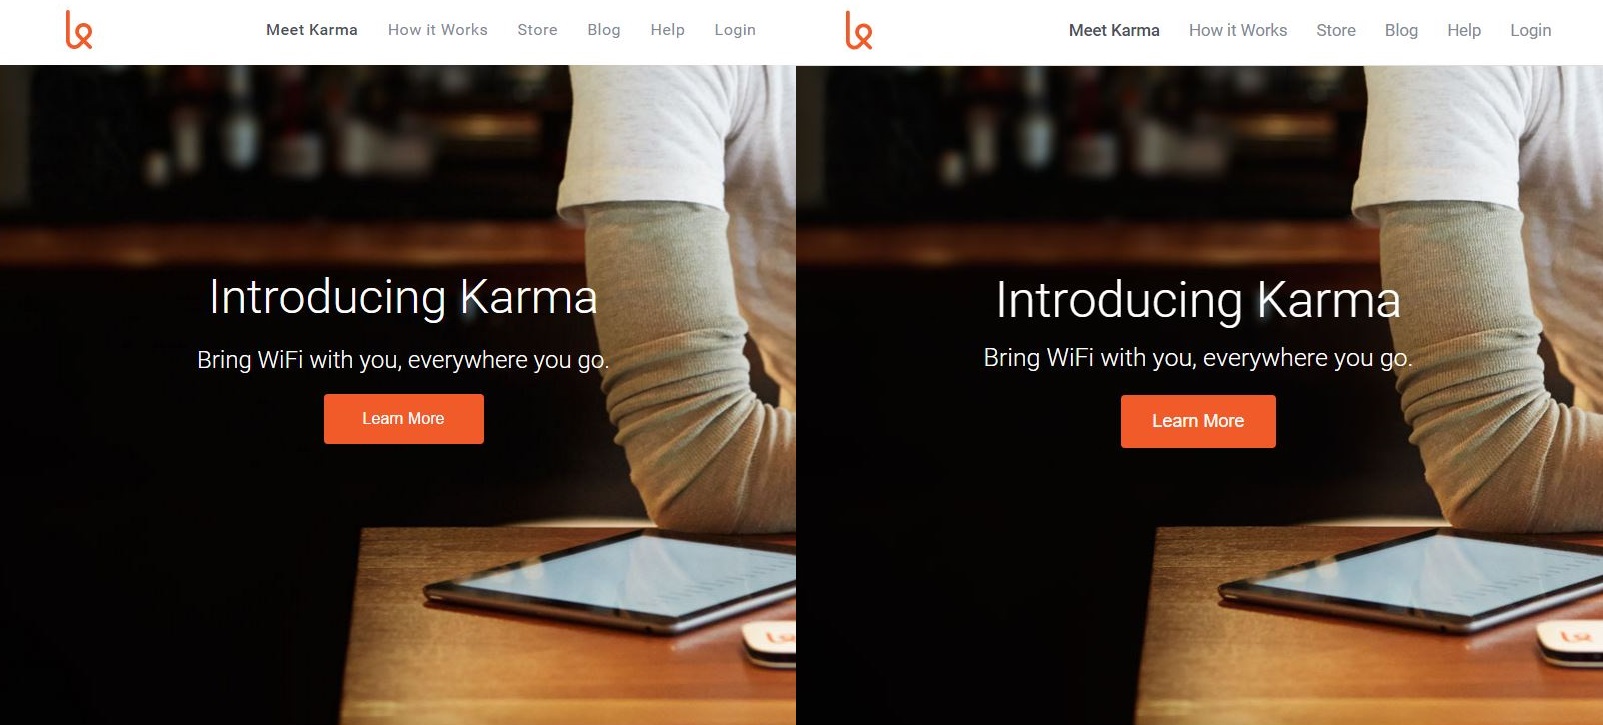 Meet Karma How it Works Store Blog Help Login
Introducing Karma
Bring WiFi with you, everywhere you go.
Learn More
Meet Karma How it Works Store Blog Help Login
Introducing Karma
Bring WiFi with you, everywhere you go.
Learn More